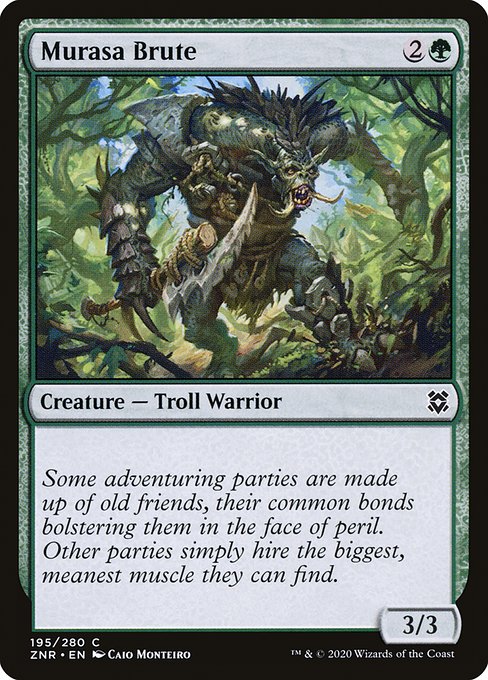 Murasa Brute 2
Creature — Troll Warrior
Some adventuring parties are made
up of old friends, their common bonds
bolstering them in the face of peril.
Other parties simply hire the biggest,
meanest muscle they can find.
3/3
195/280 C
ZNR • EN Caio Monteiro
™ & © 2020 Wizards of the Coast